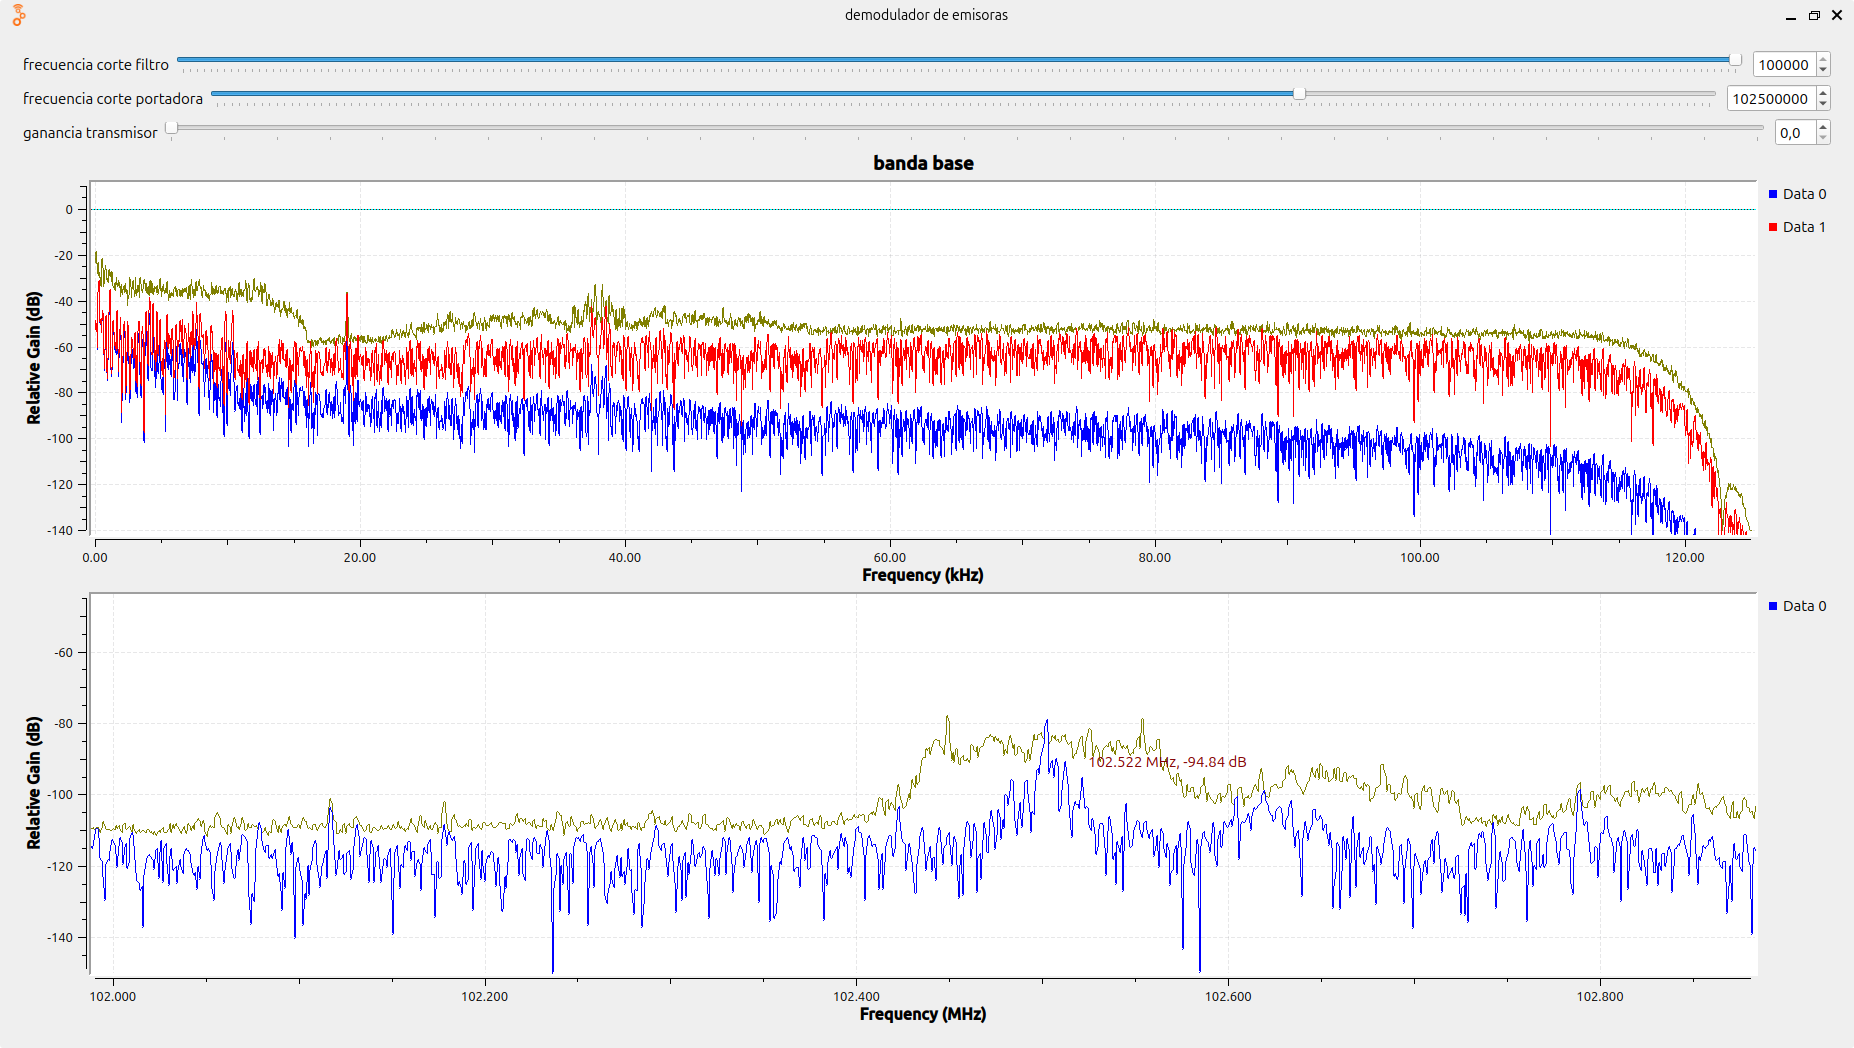 demodulador de emisoras
frecuencia corte filtro
100000
frecuencia corte portadora
102500000
ganancia transmisor
0,0
banda base
Data 0
Data 1
Relative Gain (dB)
0
-20
-40
-60
-80
-100
-120
-140
0.00 20.00 40.00 60.00 80.00 100.00 120.00
Frequency (kHz)
Data 0
Relative Gain (dB)
-60
-80
-100
-120
-140
102.522 MHz, -94.84 dB
102.000 102.200 102.400 102.600 102.800
Frequency (MHz)